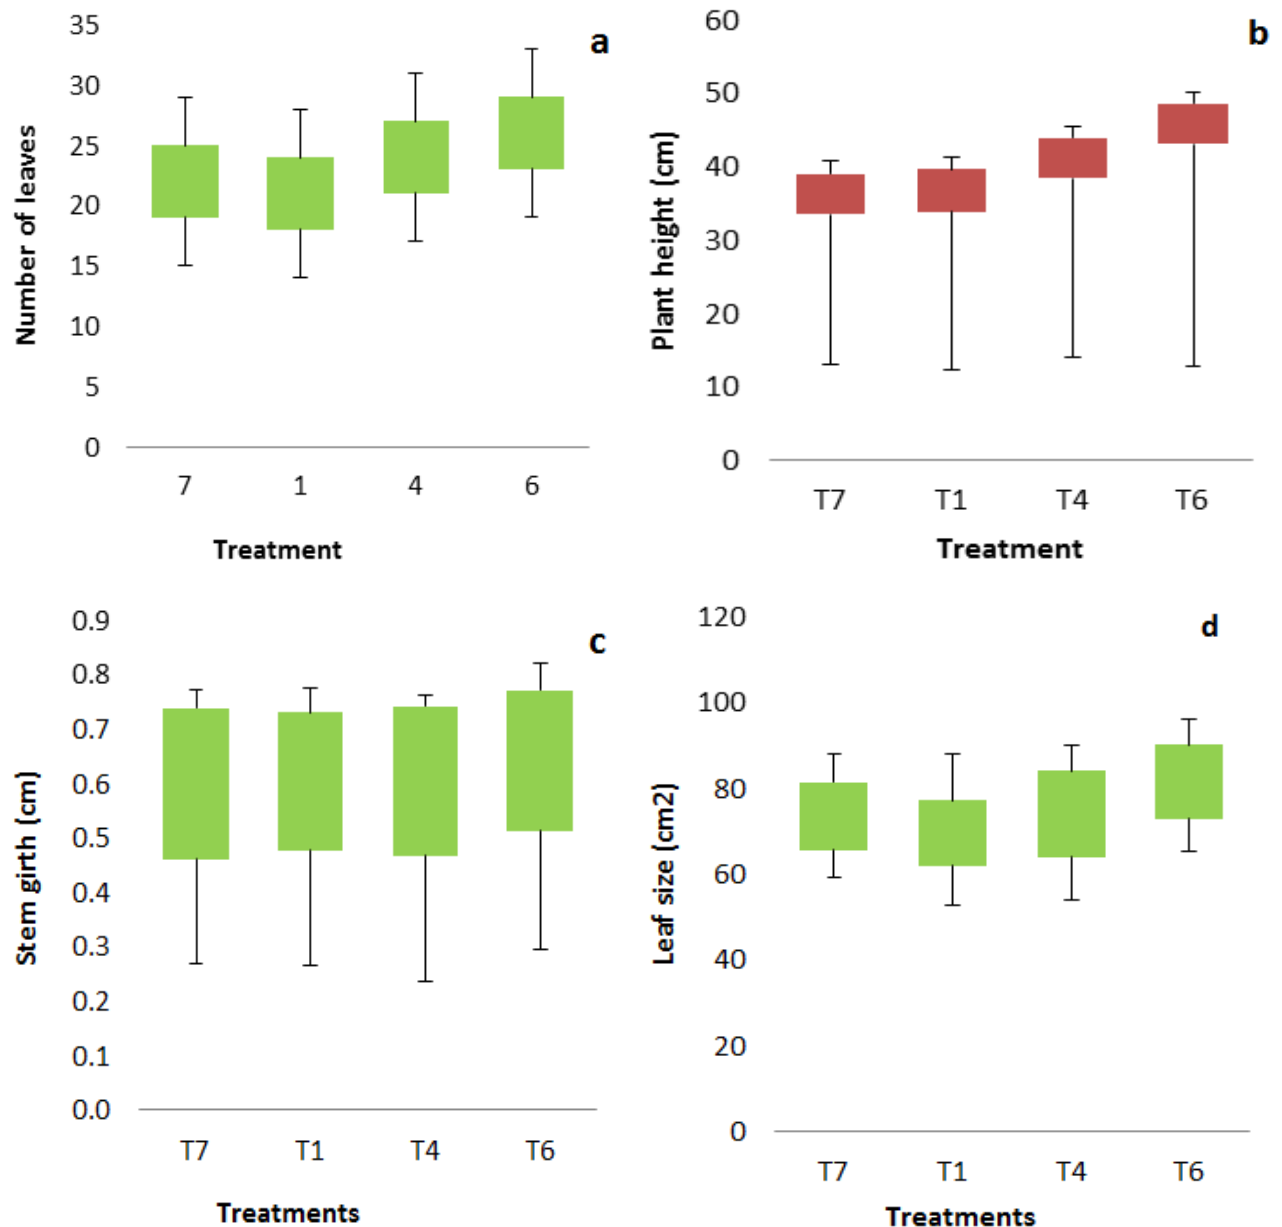 a
Number of leaves
35
30
25
20
15
10
5
0
7 1 4 6
Treatment
b
Plant height (cm)
60
50
40
30
20
10
0
T7 T1 T4 T6
Treatment
c
Stem girth (cm)
0.9
0.8
0.7
0.6
0.5
0.4
0.3
0.2
0.1
0.0
T7 T1 T4 T6
Treatments
d
Leaf size (cm2)
120
100
80
60
40
20
0
T7 T1 T4 T6
Treatments